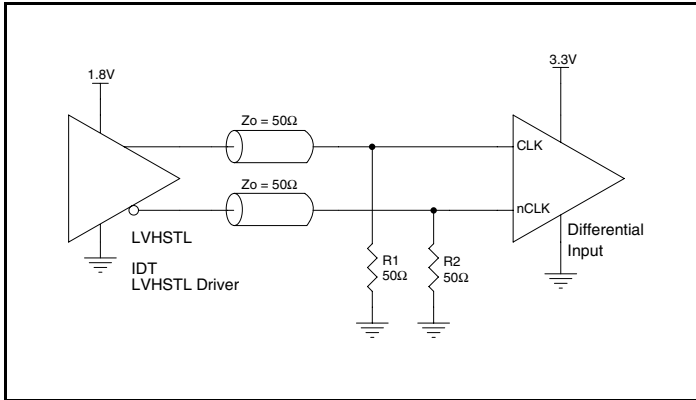 1.8V
3.3V
Zo = 50Ω
CLK
Zo = 50Ω
nCLK
LVHSTL
IDT
LVHSTL Driver
R1
50Ω
R2
50Ω
Differential
Input